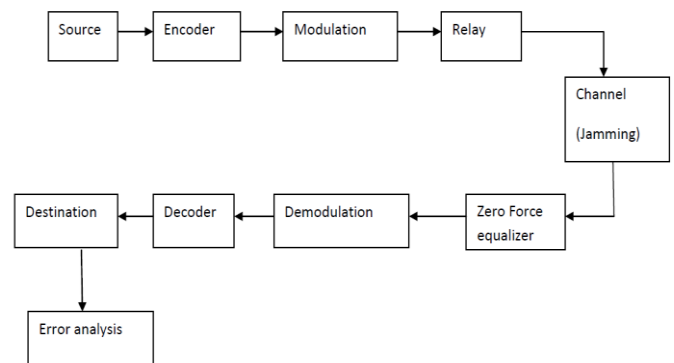 Source
Encoder
Modulation
Relay
Channel
(Jamming)
Destination
Decoder
Demodulation
Zero Force
equalizer
Error analysis